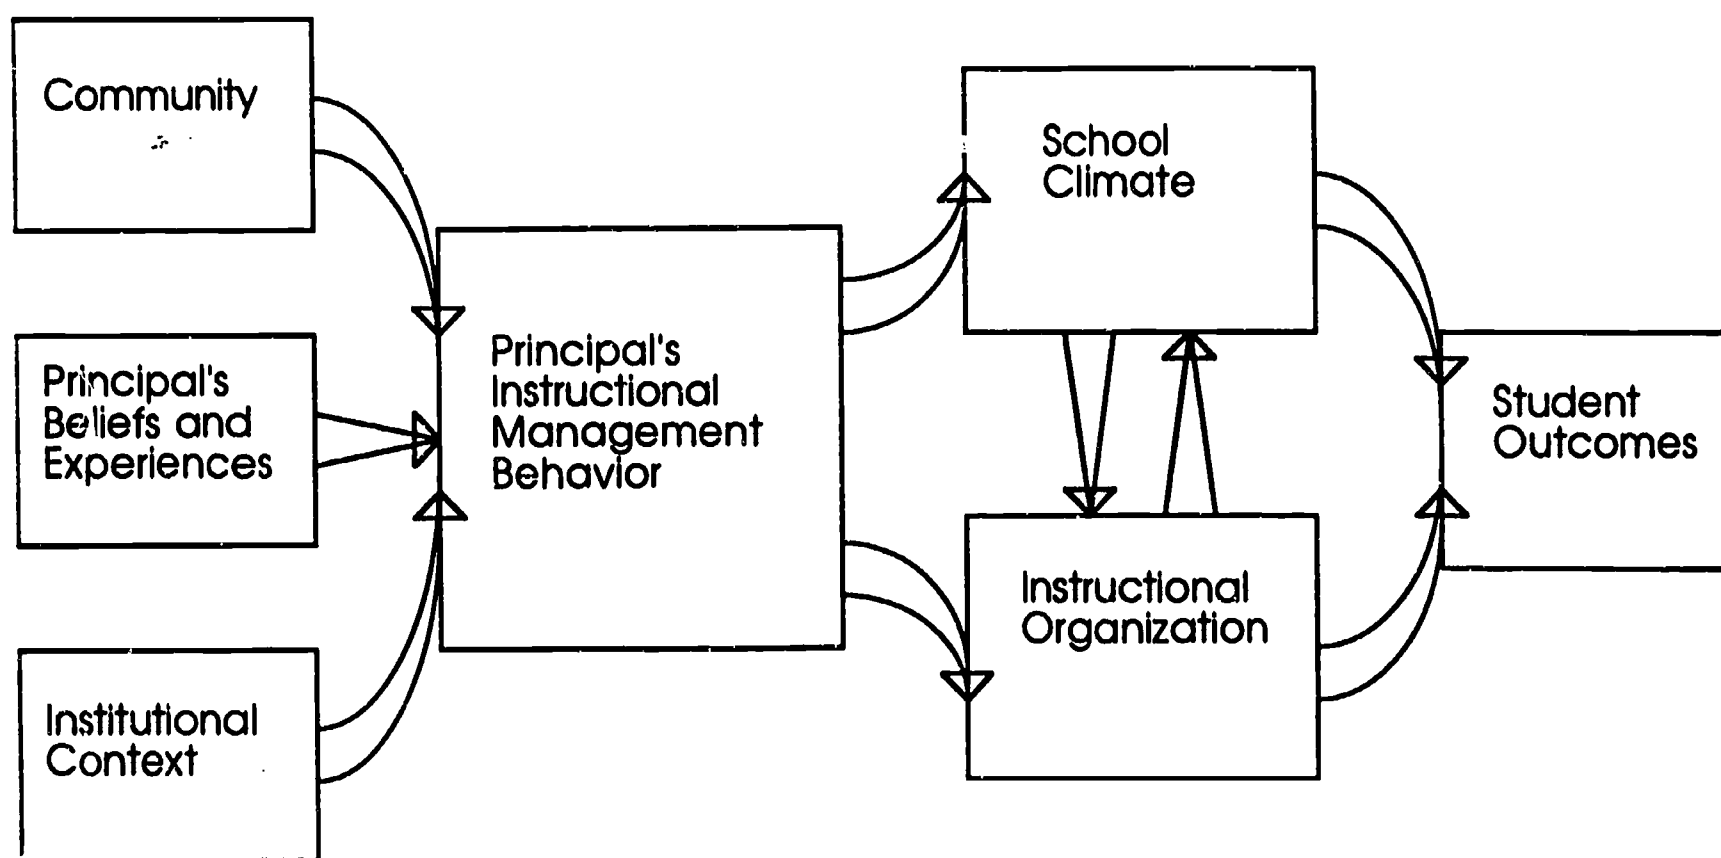 Community
Principal's
Beliefs and
Experiences
Institutional
Context
Principal's
Instructional
Management
Behavior
School
Climate
Instructional
Organization
Student
Outcomes